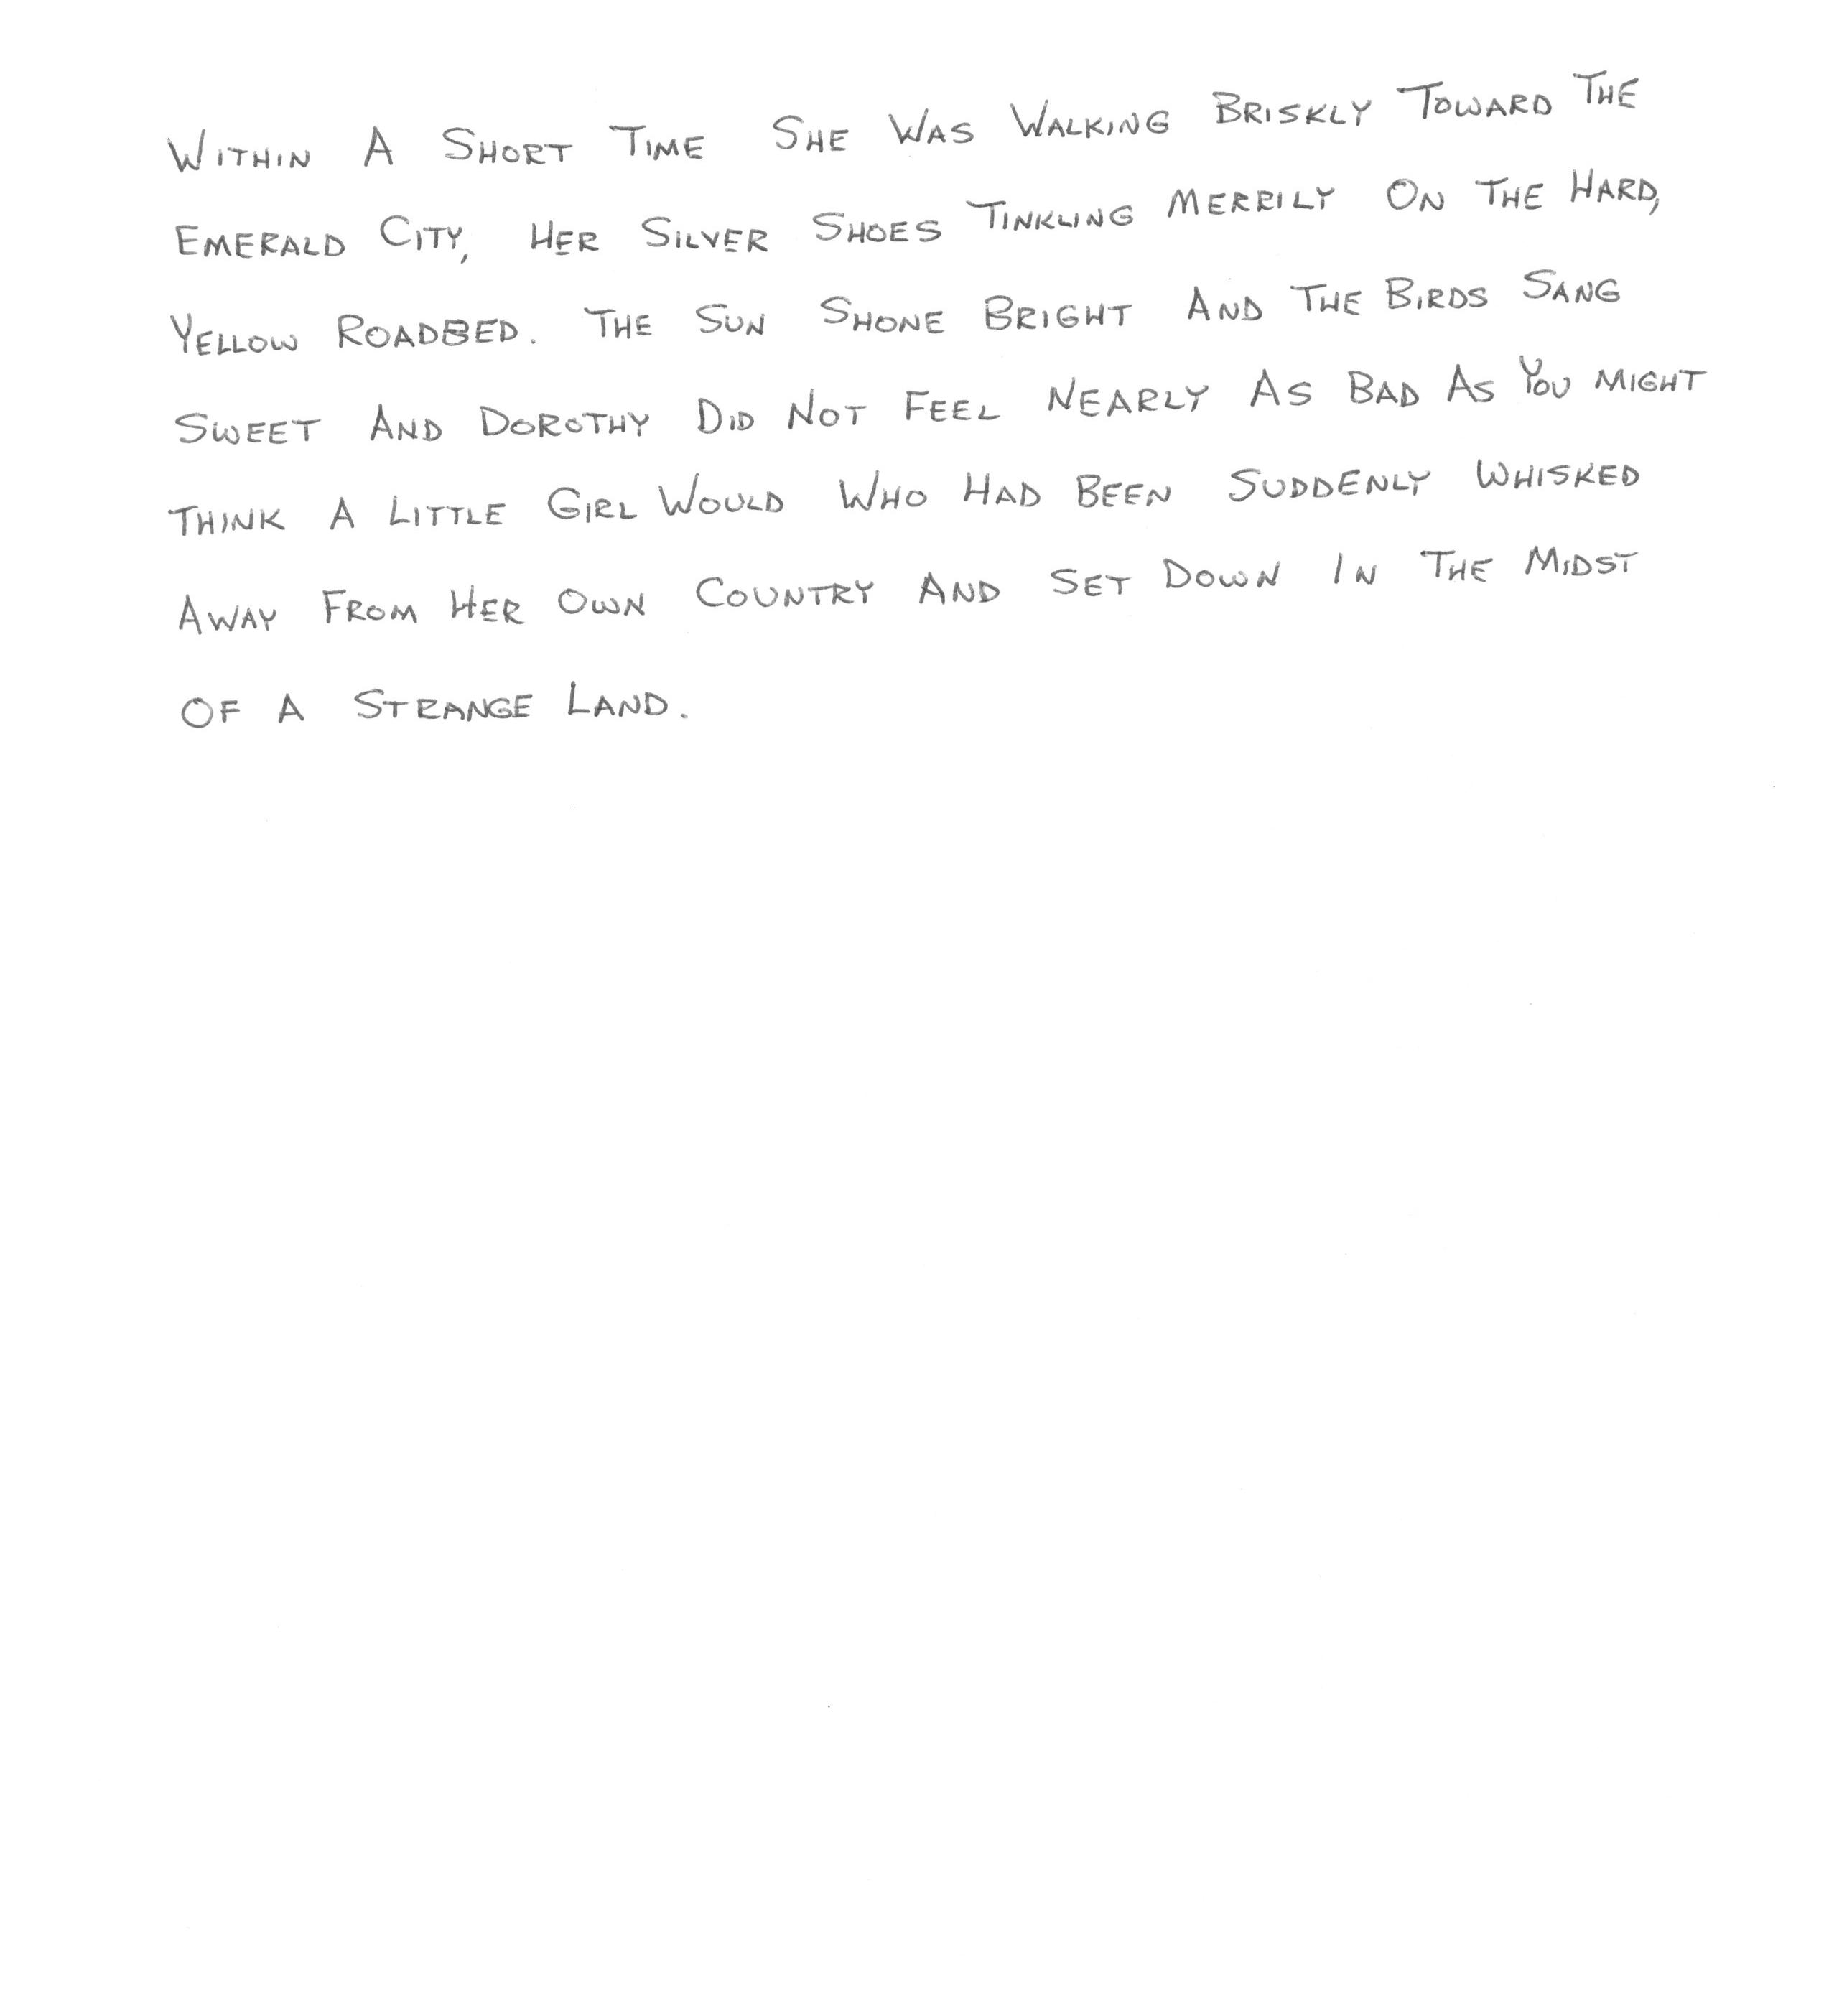 WITHIN A SHORT TIME SHE WAS WALKING BRISKLY TOWARD THE
EMERALD CITY, HER SILVER SHOES TINKLING MERRILY ON THE HARD,
YELLOW ROADBED. THE SUN SHONE BRIGHT AND THE BIRDS SANG
SWEET AND DOROTHY DID NOT FEEL NEARLY AS BAD AS YOU MIGHT
THINK A LITTLE GIRL WOULD WHO HAD BEEN SUDDENLY WHISKED
AWAY FROM HER OWN COUNTRY AND SET DOWN IN THE MIDST
OF A STRANGE LAND.